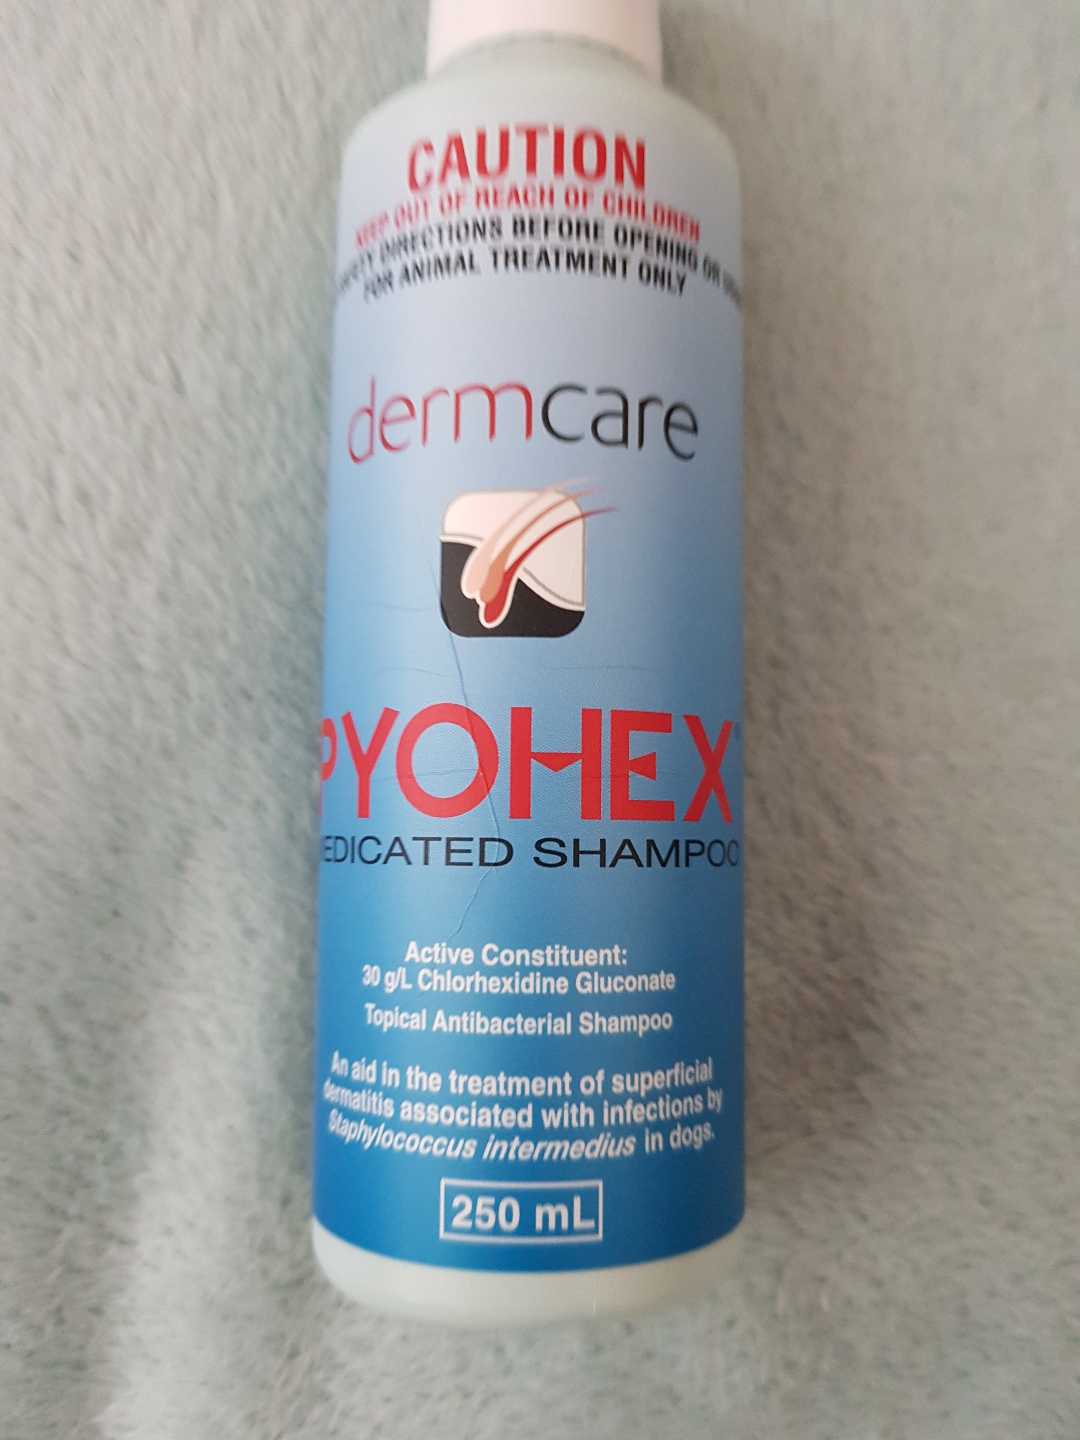 CAUTION
KEEP OUT OF REACH OF CHILDREN
SAFETY DIRECTIONS BEFORE OPENING OR
FOR ANIMAL TREATMENT ONLY
dermcare
PYOHEX
MEDICATED SHAMPOO
Active Constituent:
30 g/L Chlorhexidine Gluconate
Topical Antibacterial Shampoo
An aid in the treatment of superficial
dermatitis associated with infections by
Staphylococcus intermedius in dogs.
250 mL